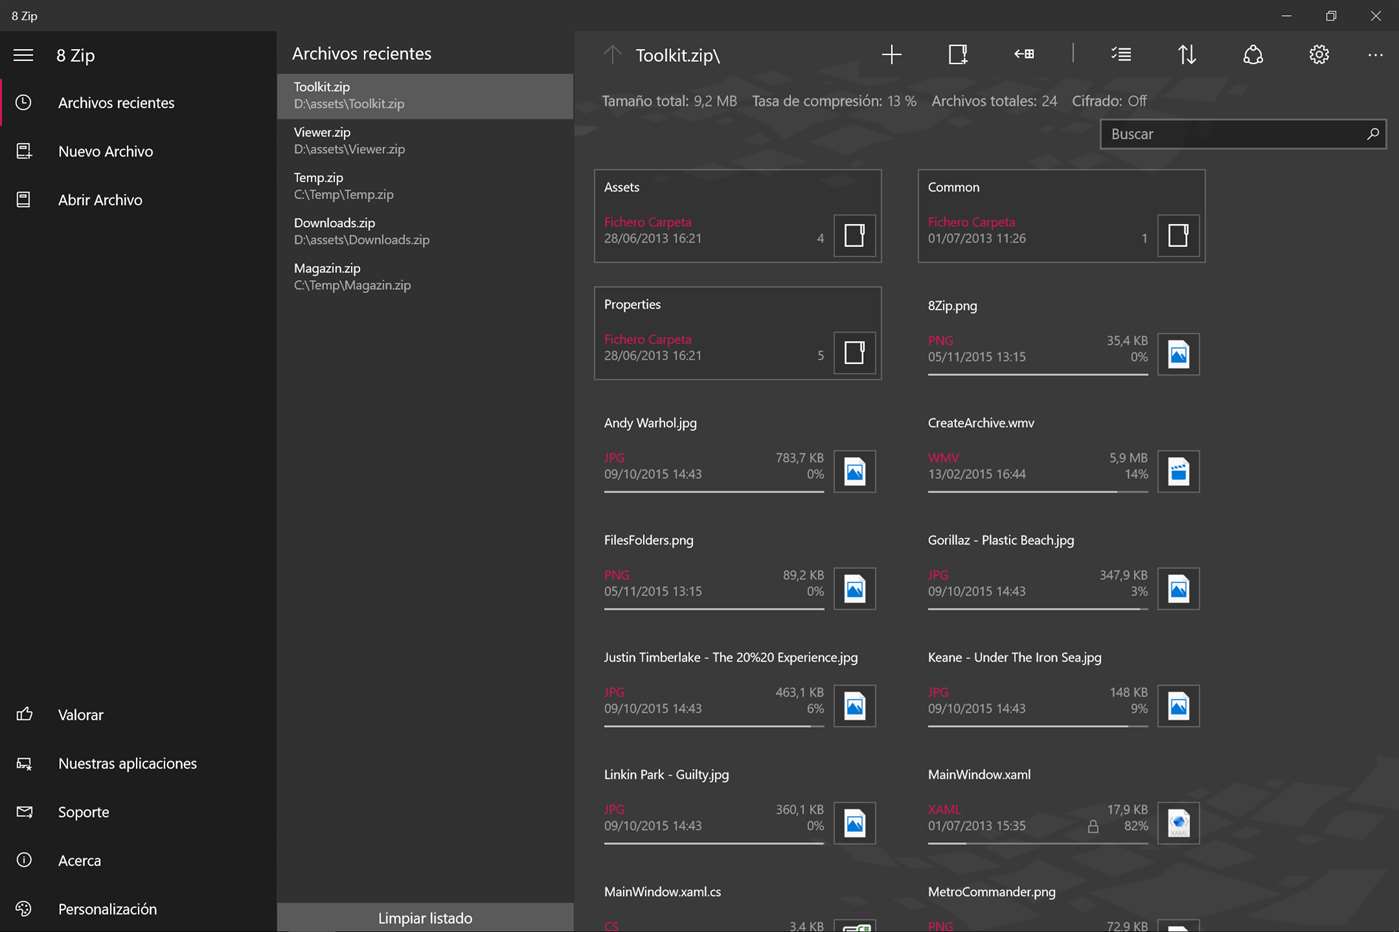 8 Zip
8 Zip
Archivos recientes
Nuevo Archivo
Abrir Archivo
Valorar
Nuestras aplicaciones
Soporte
Acerca
Personalización
Archivos recientes
Toolkit.zip
D:\assets\Toolkit.zip
Viewer.zip
D:\assets\Viewer.zip
Temp.zip
C:\Temp\Temp.zip
Downloads.zip
D:\assets\Downloads.zip
Magazin.zip
C:\Temp\Magazin.zip
Limpiar listado
Toolkit.zip\
Tamaño total: 9,2 MB Tasa de compresión: 13 % Archivos totales: 24 Cifrado: Off
Buscar
Assets
Fichero Carpeta
28/06/2013 16:21 4
Common
Fichero Carpeta
01/07/2013 11:26 1
Properties
Fichero Carpeta
28/06/2013 16:21 5
8Zip.png
PNG 35,4 KB
05/11/2015 13:15 0%
Andy Warhol.jpg
JPG 783,7 KB
09/10/2015 14:43 0%
CreateArchive.wmv
WMV 5,9 MB
13/02/2015 16:44 14%
FilesFolders.png
PNG 89,2 KB
05/11/2015 13:15 0%
Gorillaz - Plastic Beach.jpg
JPG 347,9 KB
09/10/2015 14:43 3%
Justin Timberlake - The 20%20 Experience.jpg
JPG 463,1 KB
09/10/2015 14:43 6%
Keane - Under The Iron Sea.jpg
JPG 148 KB
09/10/2015 14:43 9%
Linkin Park - Guilty.jpg
JPG 360,1 KB
09/10/2015 14:43 0%
MainWindow.xaml
XAML 17,9 KB
01/07/2013 15:35 82%
XAML
MainWindow.xaml.cs
CS 3,4 KB
MetroCommander.png
PNG 72,9 KB